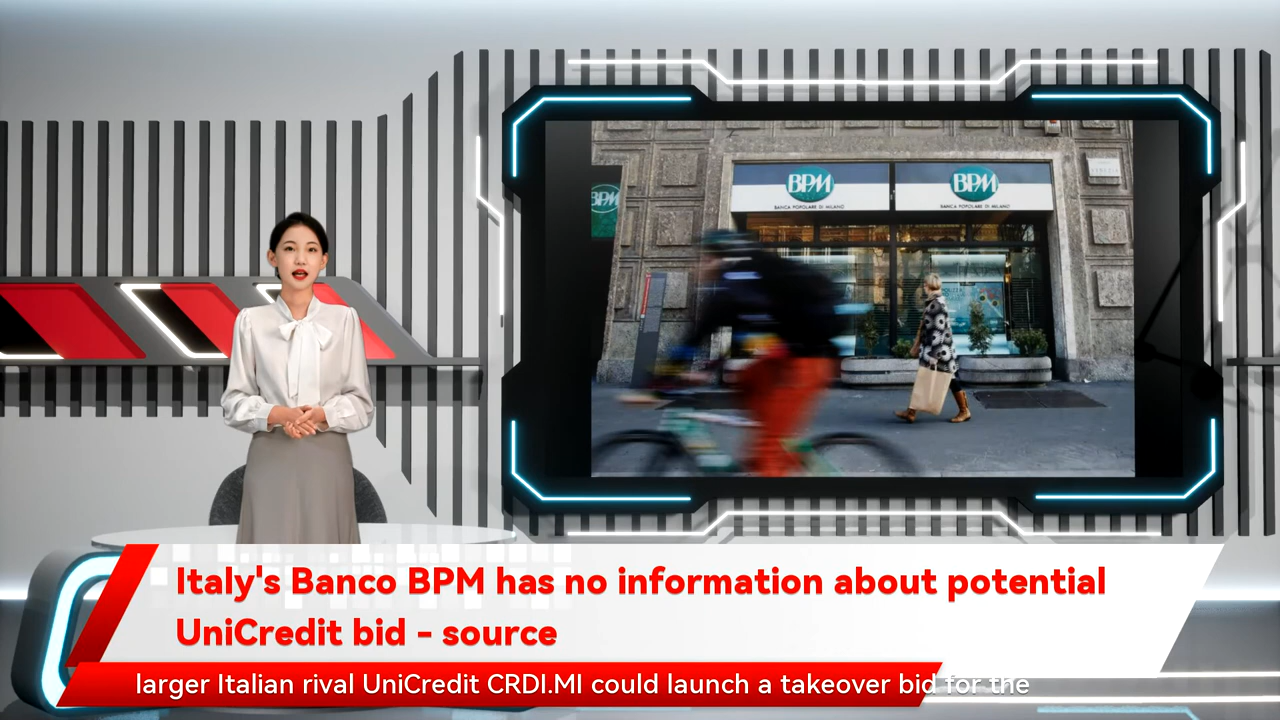 BPM
BPM
BPM
BANCA POPOLARE DI MILANO
BANCA POPOLARE DI MILANO
Italy's Banco BPM has no information about potential
UniCredit bid - source
larger Italian rival UniCredit CRDI.MI could launch a takeover bid for the